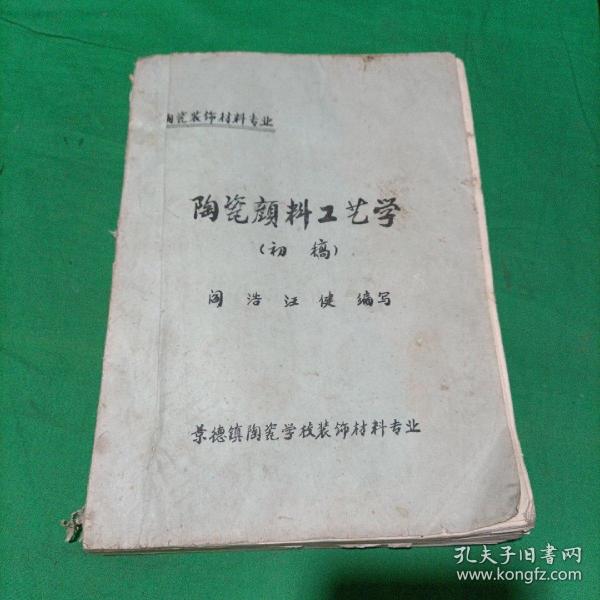 陶瓷装饰材料专业
陶瓷颜料工艺学
（初稿）
阎浩 汪健 编写
景德镇陶瓷学校装饰材料专业
孔夫子旧书网
www.kongfz.com